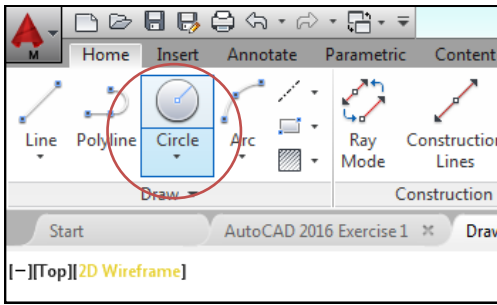 M
Home Insert Annotate Parametric Content
Line Polyline Circle Arc Ray Mode Construction Lines
Draw Construction
Start AutoCAD 2016 Exercise 1 Draw
[−][Top][2D Wireframe]